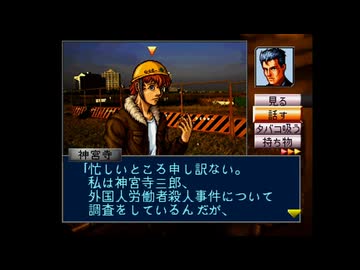 見る
話す
タバコ吸う
持ち物
神宮寺
「忙しいところ申し訳ない。
私は神宮寺三郎、
外国人労働者殺人事件について
調査をしているんだが、